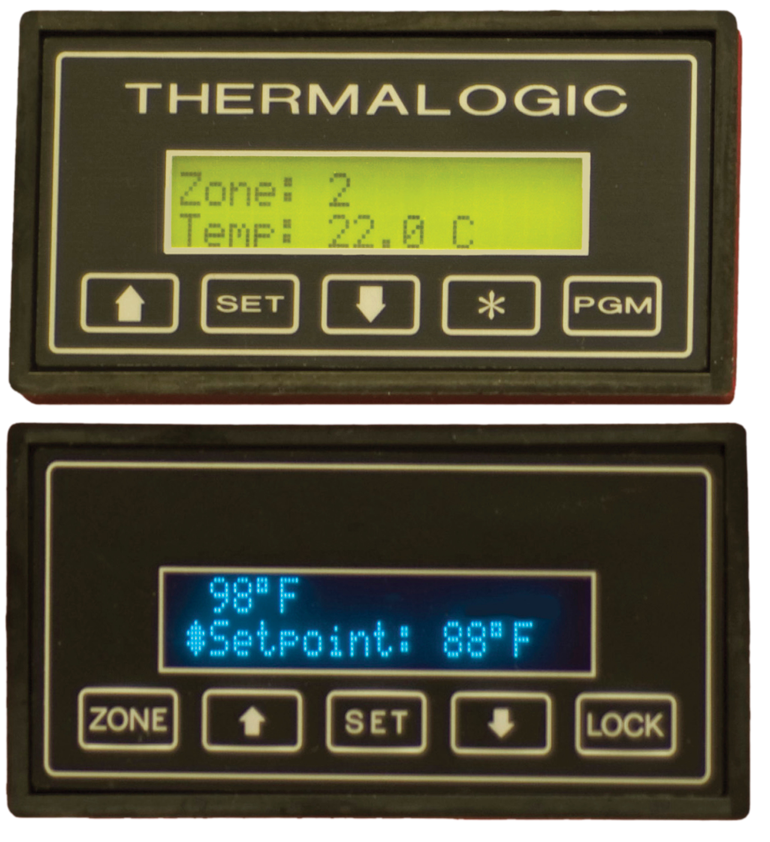 THERMALOGIC
Zone: 2
Temp: 22.0 C
SET * PGM
98°F
Setpoint: 88°F
ZONE SET LOCK